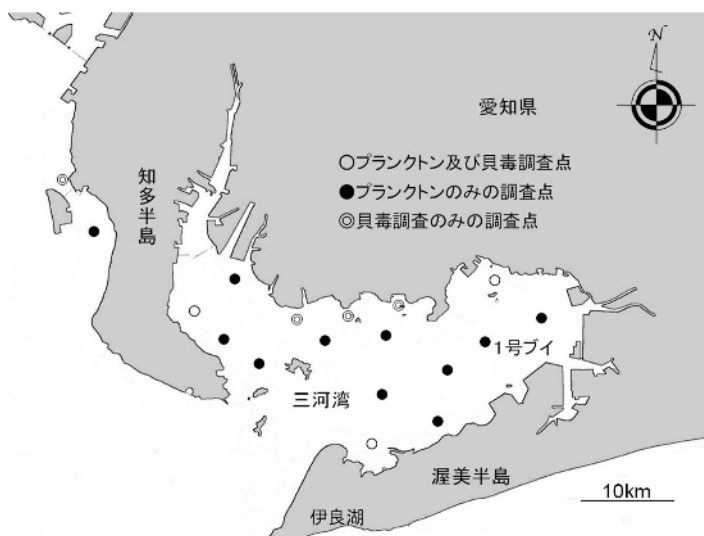 N
愛知県
○プランクトン及び貝毒調査点
●プランクトンのみの調査点
◎貝毒調査のみの調査点
知多半島
1号ブイ
三河湾
渥美半島
10km
伊良湖